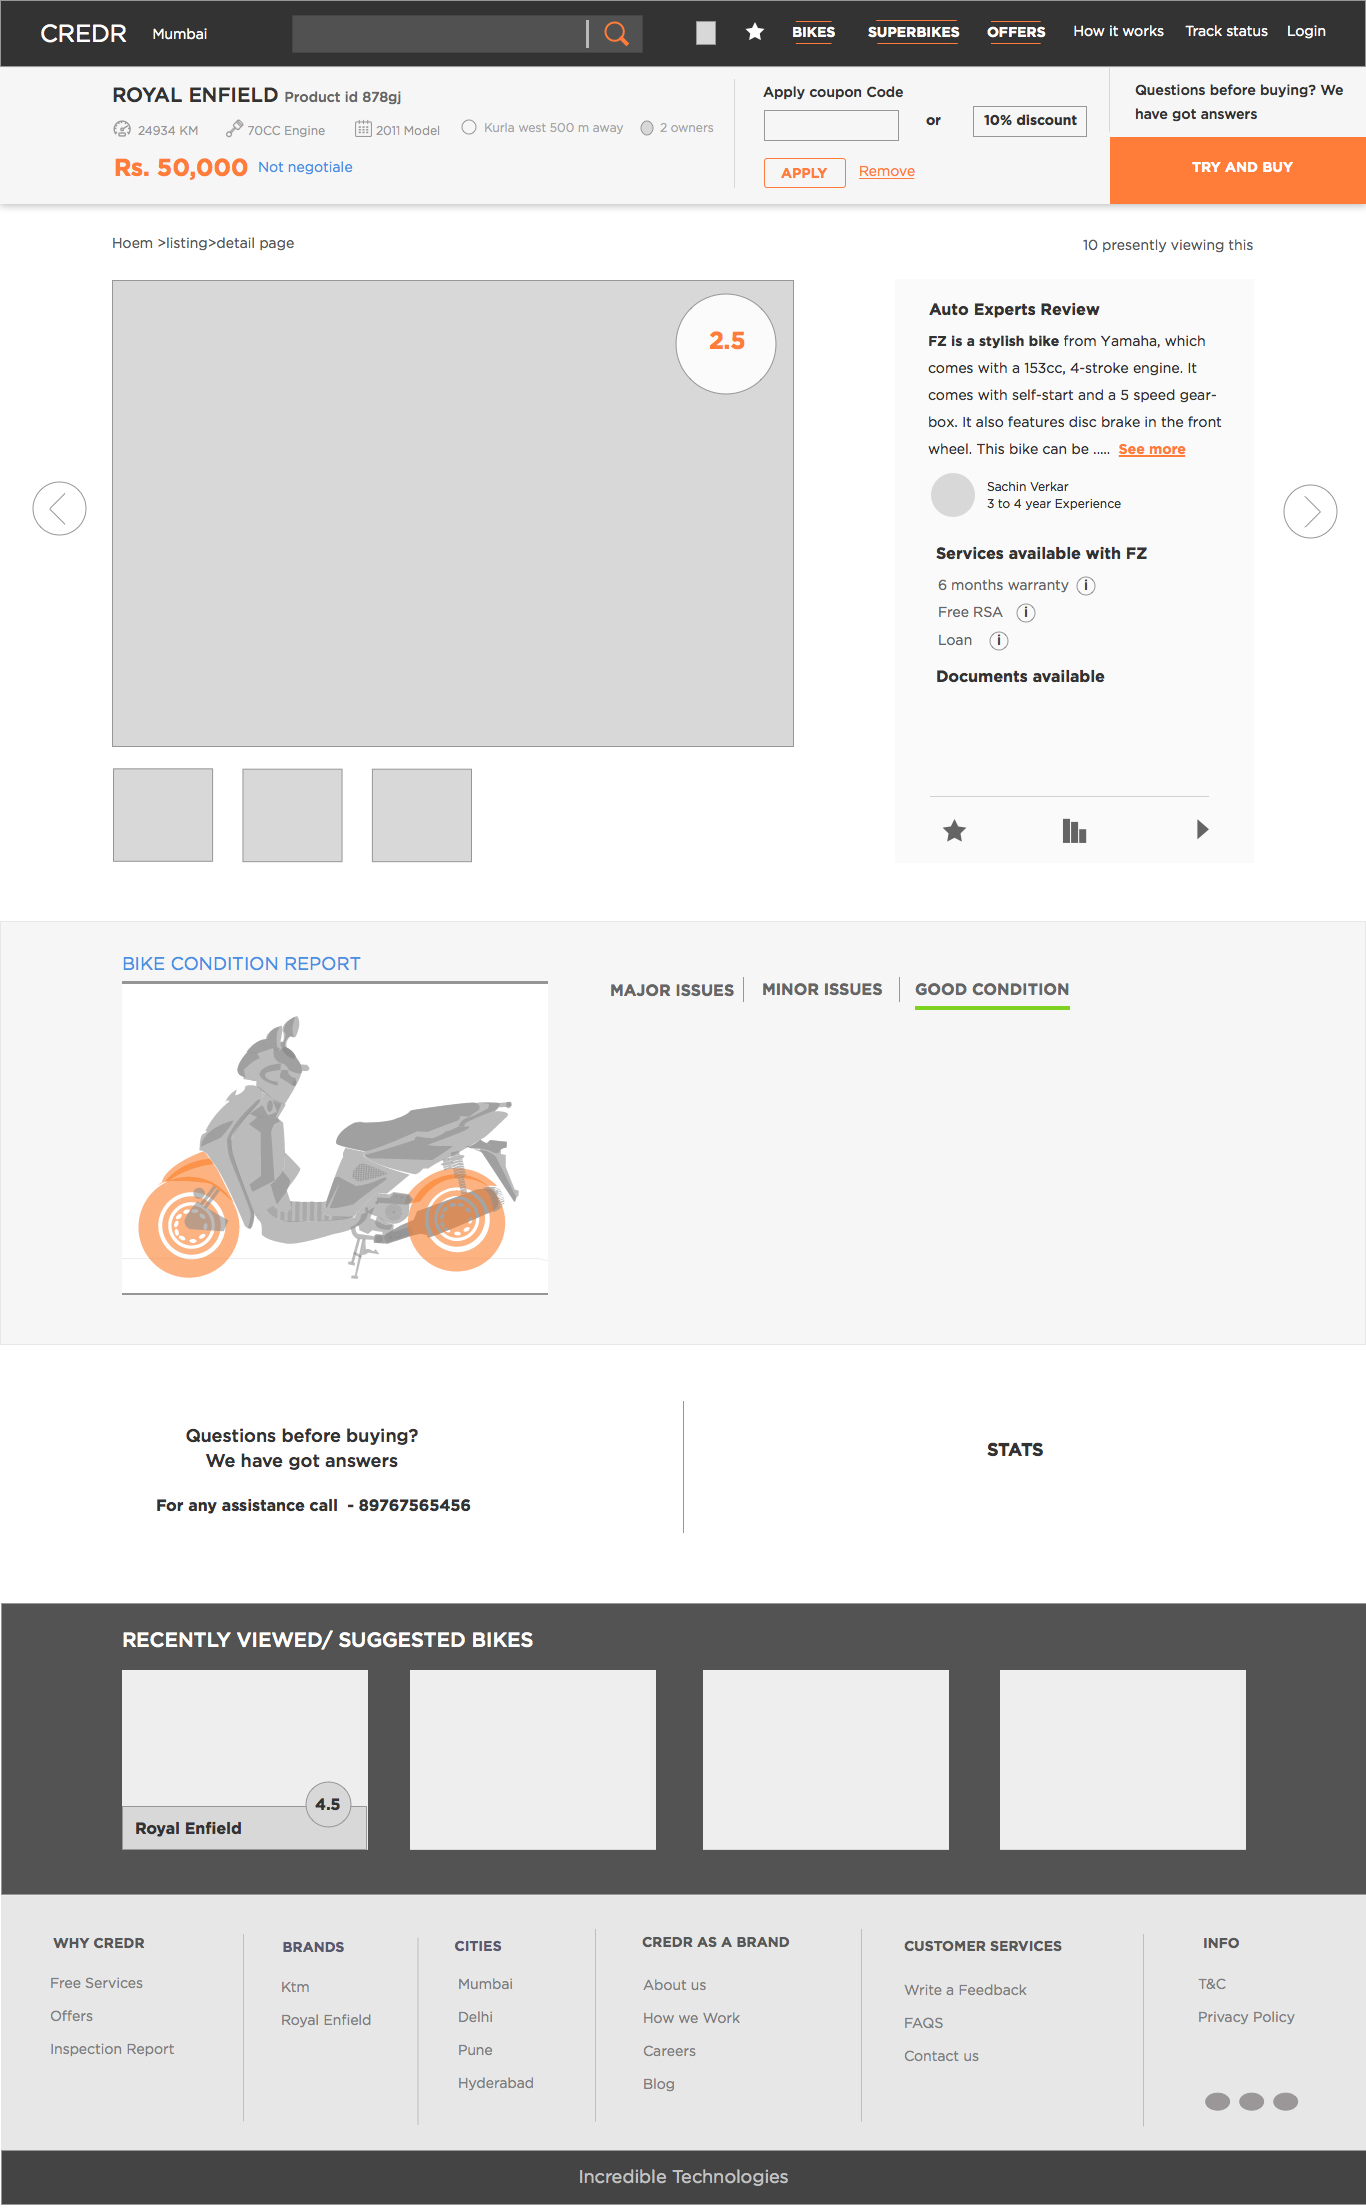 CREDR
Mumbai
BIKES
SUPERBIKES
OFFERS
How it works
Track status
Login
ROYAL ENFIELD Product id 878gj
24934 KM
70CC Engine
2011 Model
Kurla west 500 m away
2 owners
Rs. 50,000 Not negotiale
Apply coupon Code
or
10% discount
APPLY
Remove
Questions before buying? We
have got answers
TRY AND BUY
Hoem >listing>detail page
10 presently viewing this
2.5
Auto Experts Review
FZ is a stylish bike from Yamaha, which
comes with a 153cc, 4-stroke engine. It
comes with self-start and a 5 speed gear-
box. It also features disc brake in the front
wheel. This bike can be ..... See more
Sachin Verkar
3 to 4 year Experience
Services available with FZ
6 months warranty i
Free RSA i
Loan i
Documents available
BIKE CONDITION REPORT
MAJOR ISSUES
MINOR ISSUES
GOOD CONDITION
Questions before buying?
We have got answers
For any assistance call - 89767565456
STATS
RECENTLY VIEWED/ SUGGESTED BIKES
4.5
Royal Enfield
WHY CREDR
Free Services
Offers
Inspection Report
BRANDS
Ktm
Royal Enfield
CITIES
Mumbai
Delhi
Pune
Hyderabad
CREDR AS A BRAND
About us
How we Work
Careers
Blog
CUSTOMER SERVICES
Write a Feedback
FAQS
Contact us
INFO
T&C
Privacy Policy
Incredible Technologies